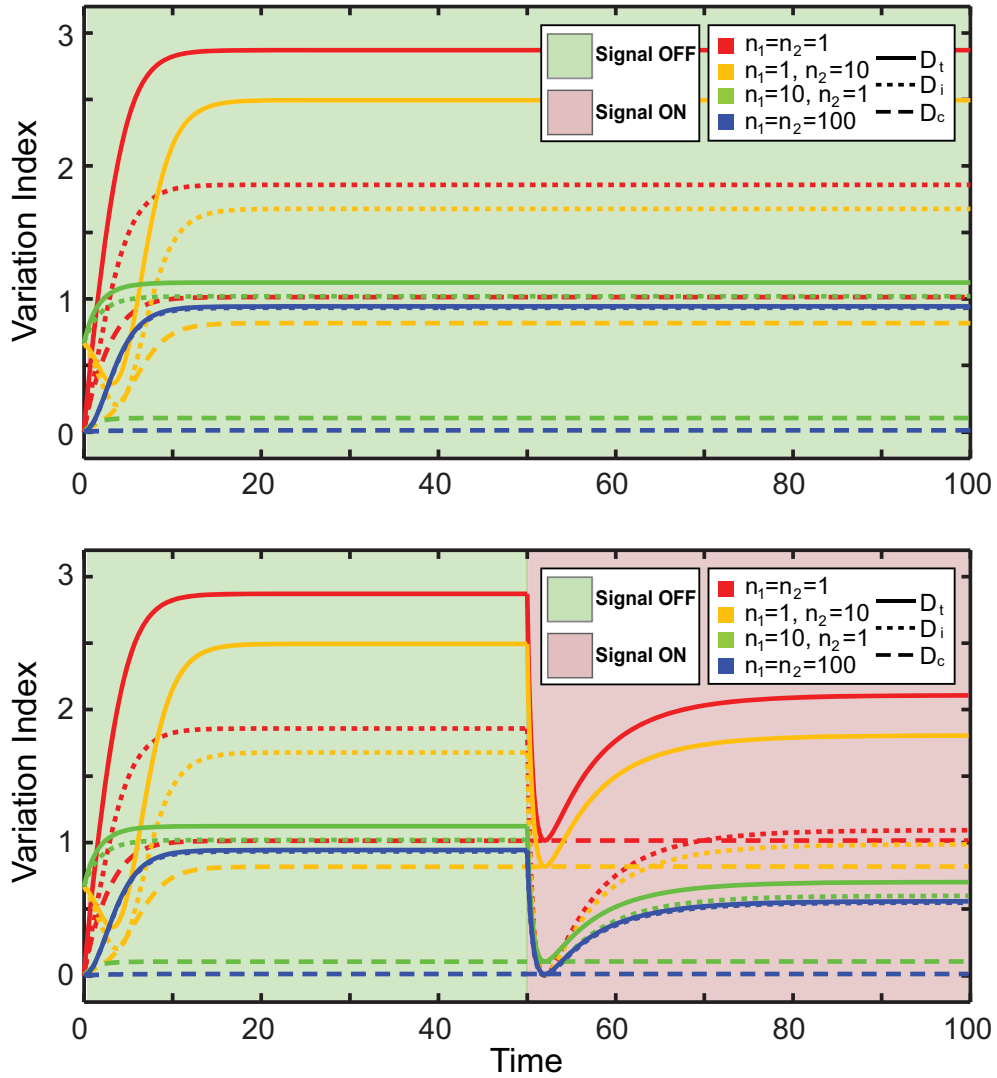 3
2
1
0
Variation Index
Signal OFF
Signal ON
n₁=n₂=1
n₁=1, n₂=10
n₁=10, n₂=1
n₁=n₂=100
Dₜ
Dᵢ
D꜀
0 20 40 60 80 100
3
2
1
0
Variation Index
Signal OFF
Signal ON
n₁=n₂=1
n₁=1, n₂=10
n₁=10, n₂=1
n₁=n₂=100
Dₜ
Dᵢ
D꜀
0 20 40 60 80 100
Time